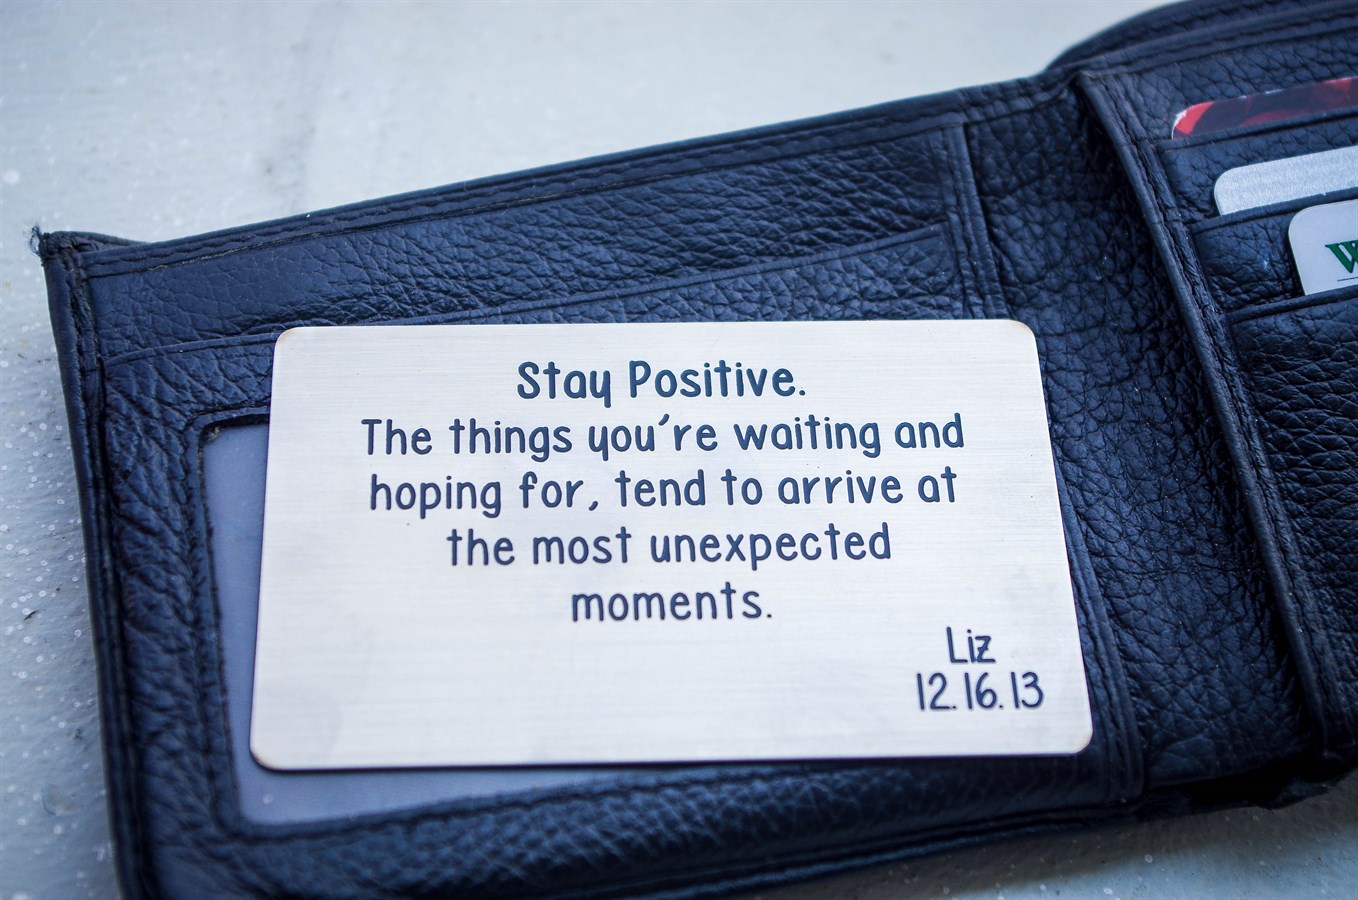 Stay Positive.
The things you're waiting and
hoping for, tend to arrive at
the most unexpected
moments.
Liz
12.16.13
W